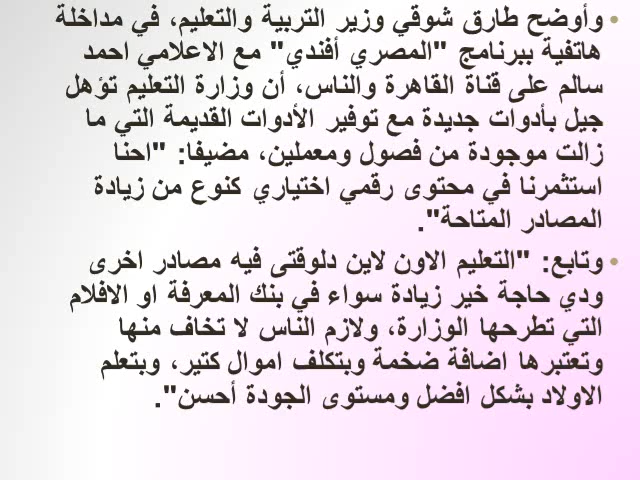 • وأوضح طارق شوقي وزير التربية والتعليم، في مداخلة
هاتفية ببرنامج "المصري أفندي" مع الاعلامي احمد
سالم على قناة القاهرة والناس، أن وزارة التعليم تؤهل
جيل بأدوات جديدة مع توفير الأدوات القديمة التي ما
زالت موجودة من فصول ومعملين، مضيفا: "احنا
استثمرنا في محتوى رقمي اختياري كنوع من زيادة
المصادر المتاحة".
• وتابع: "التعليم الاون لاين دلوقتى فيه مصادر اخرى
ودي حاجة خير زيادة سواء في بنك المعرفة او الافلام
التي تطرحها الوزارة، ولازم الناس لا تخاف منها
وتعتبرها اضافة ضخمة وبتكلف اموال كتير، وبتعلم
الاولاد بشكل افضل ومستوى الجودة أحسن".